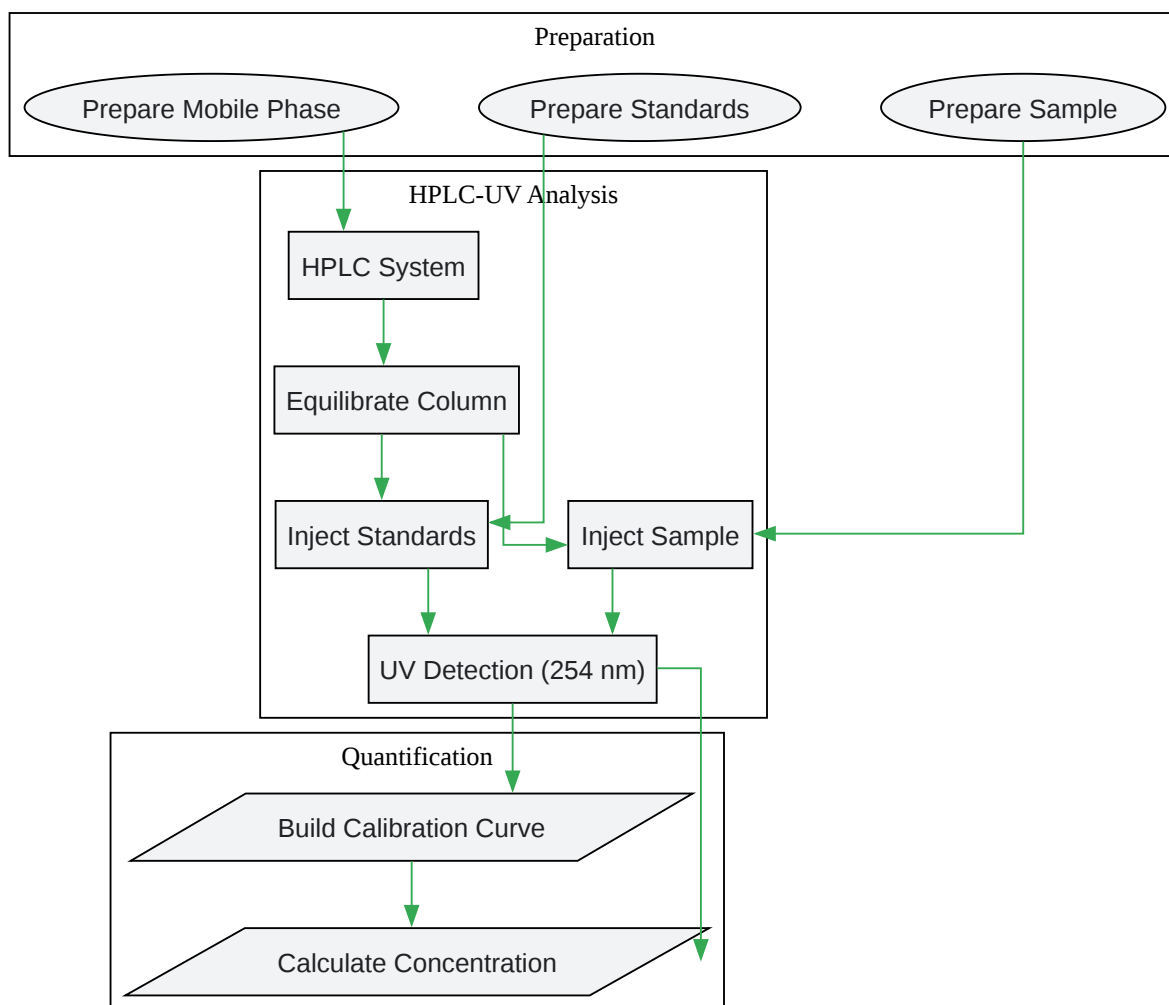 Preparation
Prepare Mobile Phase
Prepare Standards
Prepare Sample
HPLC-UV Analysis
HPLC System
Equilibrate Column
Inject Standards
Inject Sample
UV Detection (254 nm)
Quantification
Build Calibration Curve
Calculate Concentration